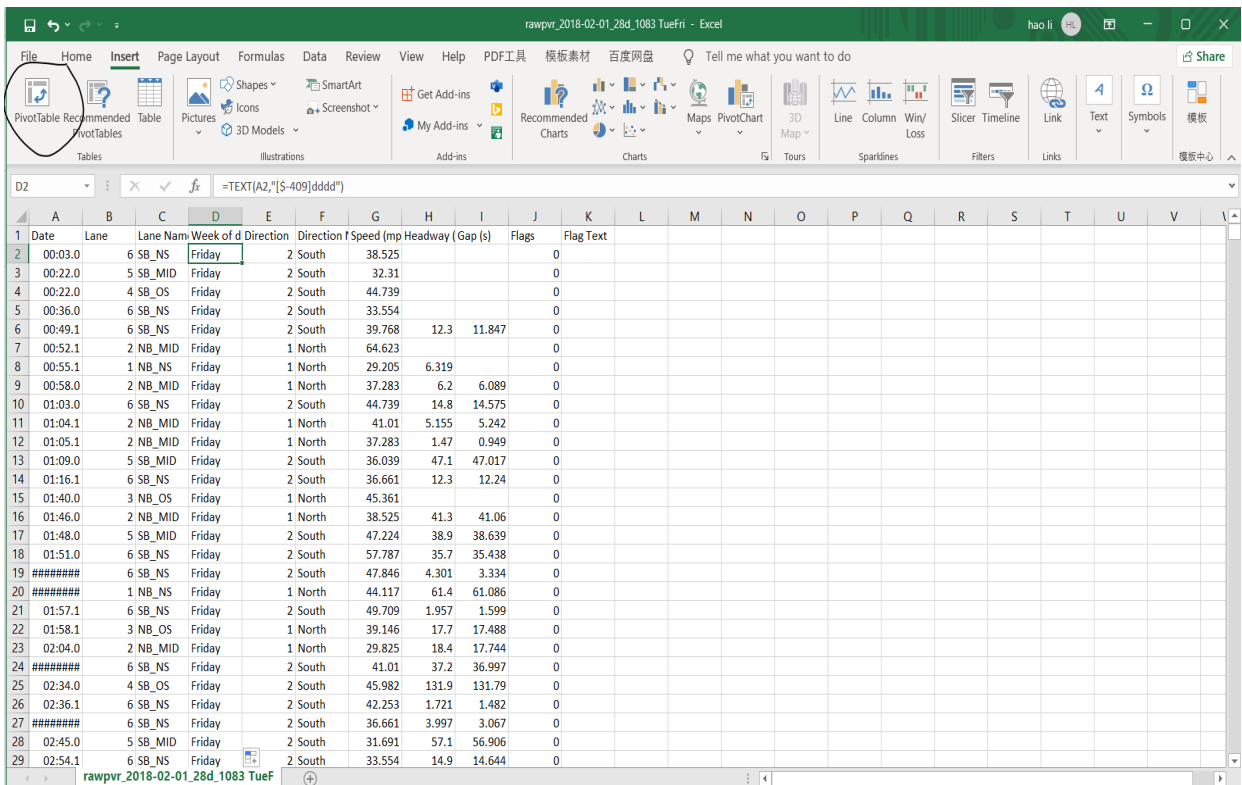 rawpvr_2018-02-01_28d_1083 TueFri - Excel hao li HL
File Home Insert Page Layout Formulas Data Review View Help PDF工具 模板素材 百度网盘 Tell me what you want to do Share
PivotTable Recommended PivotTables Table Pictures Shapes Icons 3D Models SmartArt Screenshot Get Add-ins My Add-ins Recommended Charts Maps PivotChart 3D Map Line Column Win/Loss Slicer Timeline Link Text Symbols 模板
Tables Illustrations Add-ins Charts Tours Sparklines Filters Links 模板中心
D2 fx =TEXT(A2,"[$-409]dddd")
A B C D E F G H I J K L M N O P Q R S T U V
1 Date Lane Lane Nam Week of d Direction Direction Speed (mp Headway ( Gap (s) Flags Flag Text
2 00:03.0 6 SB_NS Friday 2 South 38.525 0
3 00:22.0 5 SB_MID Friday 2 South 32.31 0
4 00:22.0 4 SB_OS Friday 2 South 44.739 0
5 00:36.0 6 SB_NS Friday 2 South 33.554 0
6 00:49.1 6 SB_NS Friday 2 South 39.768 12.3 11.847 0
7 00:52.1 2 NB_MID Friday 1 North 64.623 0
8 00:55.1 1 NB_NS Friday 1 North 29.205 6.319 0
9 00:58.0 2 NB_MID Friday 1 North 37.283 6.2 6.089 0
10 01:03.0 6 SB_NS Friday 2 South 44.739 14.8 14.575 0
11 01:04.1 2 NB_MID Friday 1 North 41.01 5.155 5.242 0
12 01:05.1 2 NB_MID Friday 1 North 37.283 1.47 0.949 0
13 01:09.0 5 SB_MID Friday 2 South 36.039 47.1 47.017 0
14 01:16.1 6 SB_NS Friday 2 South 36.661 12.3 12.24 0
15 01:40.0 3 NB_OS Friday 1 North 45.361 0
16 01:46.0 2 NB_MID Friday 1 North 38.525 41.3 41.06 0
17 01:48.0 5 SB_MID Friday 2 South 47.224 38.9 38.639 0
18 01:51.0 6 SB_NS Friday 2 South 57.787 35.7 35.438 0
19 ######## 6 SB_NS Friday 2 South 47.846 4.301 3.334 0
20 ######## 1 NB_NS Friday 1 North 44.117 61.4 61.086 0
21 01:57.1 6 SB_NS Friday 2 South 49.709 1.957 1.599 0
22 01:58.1 3 NB_OS Friday 1 North 39.146 17.7 17.488 0
23 02:04.0 2 NB_MID Friday 1 North 29.825 18.4 17.744 0
24 ######## 6 SB_NS Friday 2 South 41.01 37.2 36.997 0
25 02:34.0 4 SB_OS Friday 2 South 45.982 131.9 131.79 0
26 02:36.1 6 SB_NS Friday 2 South 42.253 1.721 1.482 0
27 ######## 6 SB_NS Friday 2 South 36.661 3.997 3.067 0
28 02:45.0 5 SB_MID Friday 2 South 31.691 57.1 56.906 0
29 02:54.1 6 SB_NS Friday 2 South 33.554 14.9 14.644 0
rawpvr_2018-02-01_28d_1083 TueF